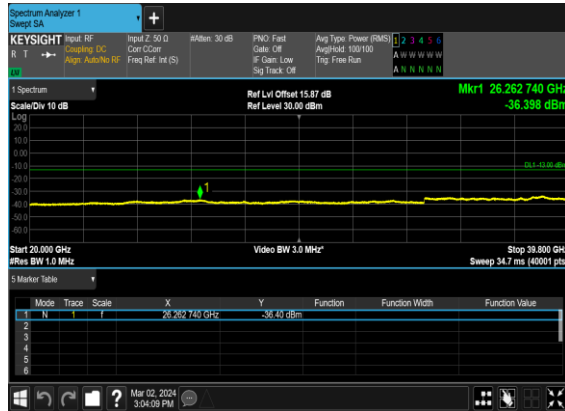 Spectrum Analyzer 1
Swept SA
+
KEYSIGHT Input: RF Input Z: 50 Ω #Atten: 30 dB PNO: Fast Avg Type: Power (RMS) 1 2 3 4 5 6
R T Coupling: DC Corr CCorr Gate: Off Avg|Hold: 100/100 A W W W W W
Align: Auto/No RF Freq Ref: Int (S) IF Gain: Low Trig: Free Run
LW Sig Track: Off A N N N N N
1 Spectrum Ref Lvl Offset 15.87 dB Mkr1 26.262 740 GHz
Scale/Div 10 dB Ref Level 30.00 dBm -36.398 dBm
Log
20.0
10.0
0.00
-10.0 DL1 -13.00 dBm
-20.0
-30.0 1
-40.0
-50.0
-60.0
Start 20.000 GHz Video BW 3.0 MHz* Stop 39.800 GHz
#Res BW 1.0 MHz Sweep 34.7 ms (40001 pts)
5 Marker Table
Mode Trace Scale X Y Function Function Width Function Value
1 N 1 f 26.262 740 GHz -36.40 dBm
2
3
4
5
6
? Mar 02, 2024
3:04:09 PM